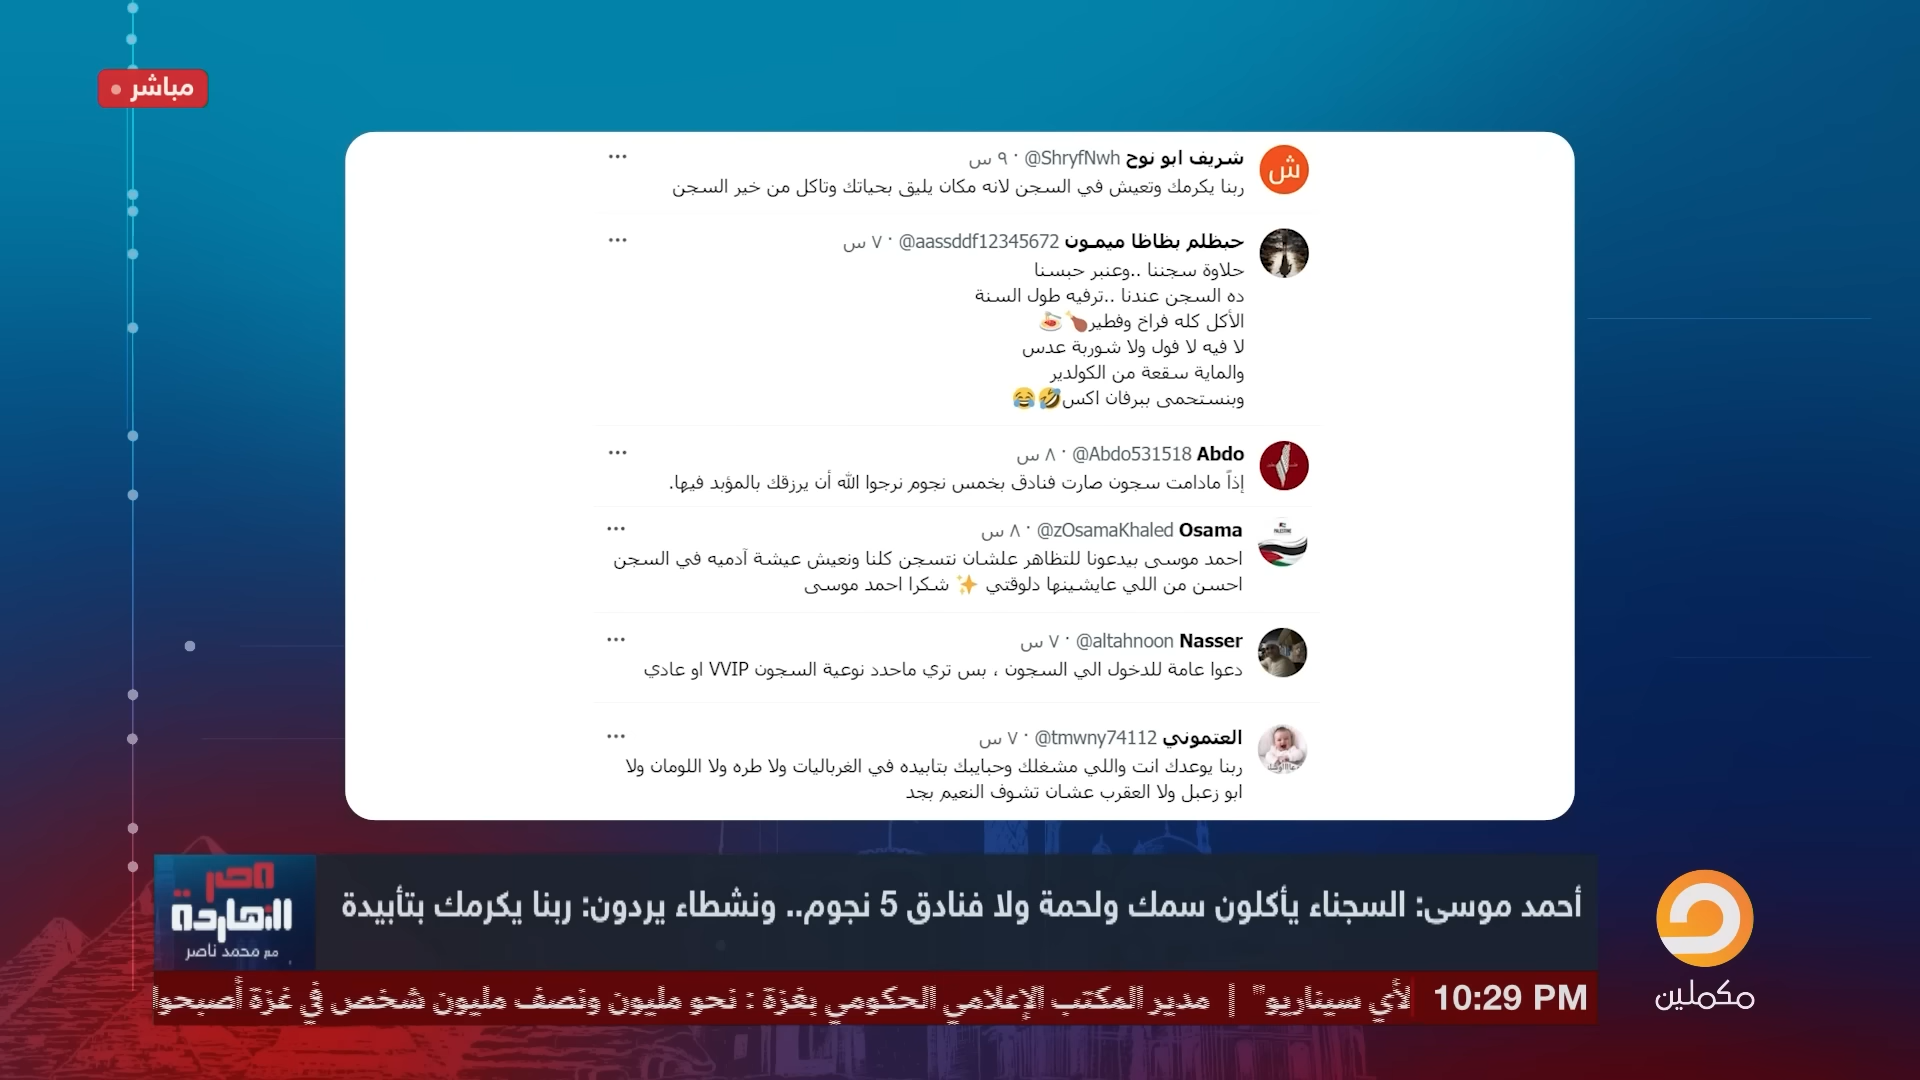 مباشر
شريف ابو نوح @ShryfNwh · ٩ س
ربنا يكرمك وتعيش في السجن لانه مكان يليق بحياتك وتاكل من خير السجن
حبظلم بظاظا ميمـون @aassddf12345672 · ٧ س
حلاوة سجننا ..وعنبر حبسنا
ده السجن عندنا ..ترفيه طول السنة
الأكل كله فراخ وفطير🍗🍝
لا فيه لا فول ولا شوربة عدس
والماية سقعة من الكولدير
وبنستحمى ببرفان اكس🤣😂
Abdo @Abdo531518 · ٨ س
إذاً مادامت سجون صارت فنادق بخمس نجوم نرجوا الله أن يرزقك بالمؤبد فيها.
Osama @zOsamaKhaled · ٨ س
احمد موسى بيدعونا للتظاهر علشان نتسجن كلنا ونعيش عيشة آدميه في السجن
احسن من اللي عايشينها دلوقتي ✨ شكرا احمد موسى
Nasser @altahnoon · ٧ س
دعوا عامة للدخول الي السجون ، بس تري ماحدد نوعية السجون VVIP او عادي
العتموني @tmwny74112 · ٧ س
ربنا يوعدك انت واللي مشغلك وحبايبك بتابيده في الغرباليات ولا طره ولا اللومان ولا
ابو زعبل ولا العقرب عشان تشوف النعيم بجد
أحمد موسى: السجناء يأكلون سمك ولحمة ولا فنادق 5 نجوم.. ونشطاء يردون: ربنا يكرمك بتأبيدة
مصر
النهاردة
مع محمد ناصر
10:29 PM
لأي سيناريو" | مدير المكتب الإعلامي الحكومي بغزة : نحو مليون ونصف مليون شخص في غزة أصبحوا
مكملين